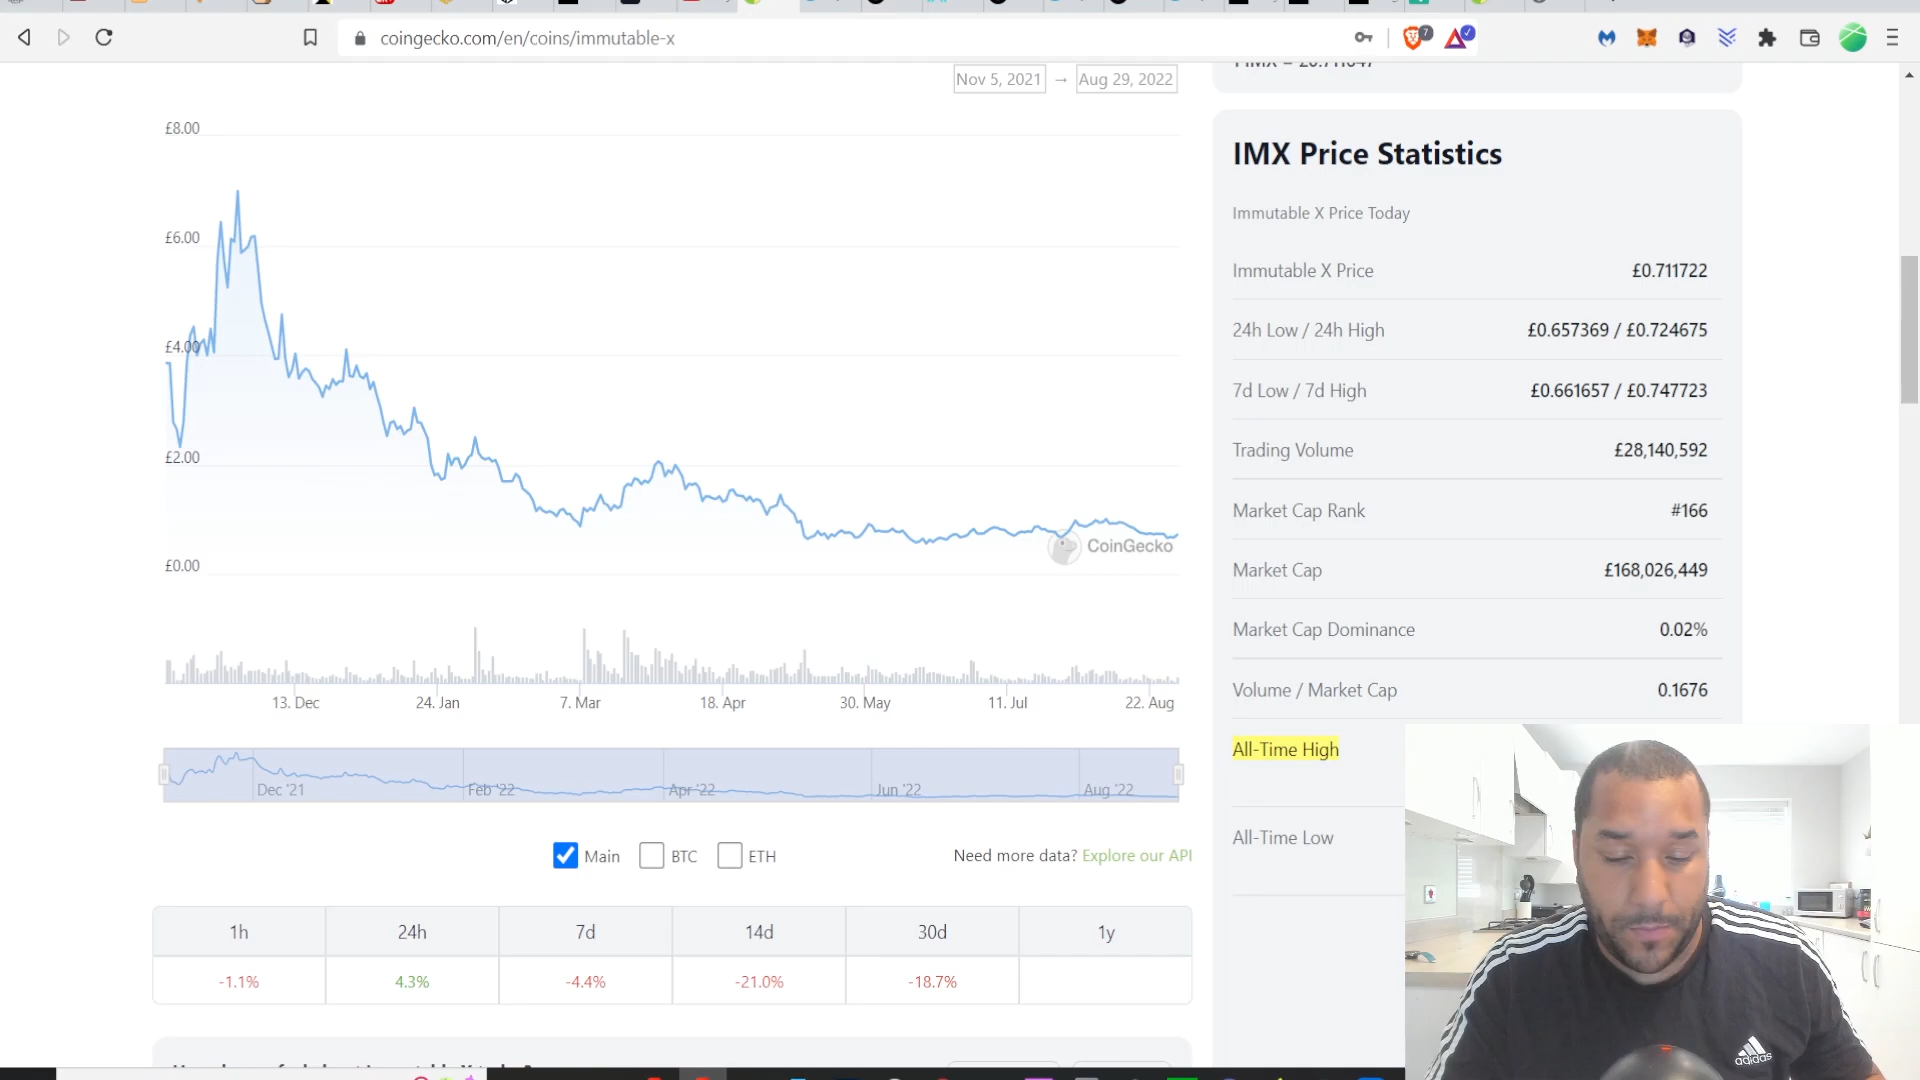 coingecko.com/en/coins/immutable-x
7
Nov 5, 2021 → Aug 29, 2022
£8.00
£6.00
£4.00
£2.00
£0.00
CoinGecko
13. Dec
24. Jan
7. Mar
18. Apr
30. May
11. Jul
22. Aug
Dec '21
Feb '22
Apr '22
Jun '22
Aug '22
Main
BTC
ETH
Need more data? Explore our API
1h 24h 7d 14d 30d 1y
-1.1% 4.3% -4.4% -21.0% -18.7%
IMX Price Statistics
Immutable X Price Today
Immutable X Price £0.711722
24h Low / 24h High £0.657369 / £0.724675
7d Low / 7d High £0.661657 / £0.747723
Trading Volume £28,140,592
Market Cap Rank #166
Market Cap £168,026,449
Market Cap Dominance 0.02%
Volume / Market Cap 0.1676
All-Time High
All-Time Low
adidas